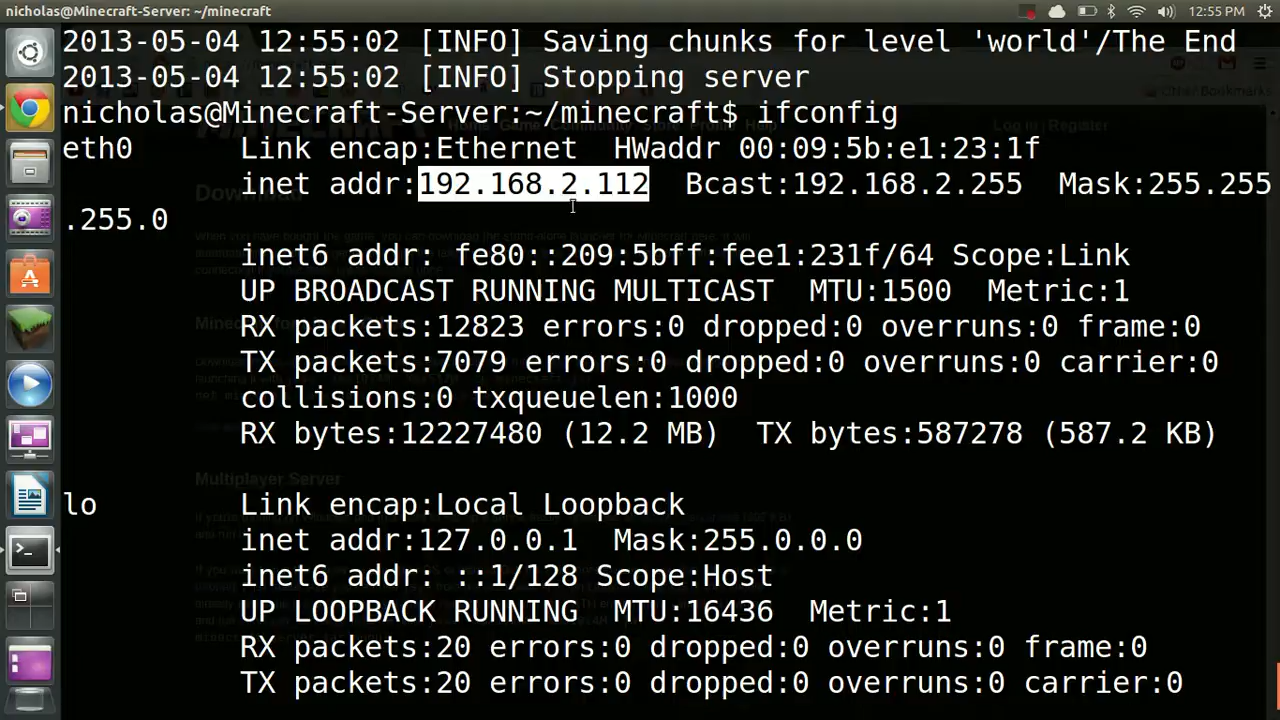 nicholas@Minecraft-Server: ~/minecraft
12:55 PM
2013-05-04 12:55:02 [INFO] Saving chunks for level 'world'/The End
2013-05-04 12:55:02 [INFO] Stopping server
nicholas@Minecraft-Server:~/minecraft$ ifconfig
eth0 Link encap:Ethernet HWaddr 00:09:5b:e1:23:1f
inet addr:192.168.2.112 Bcast:192.168.2.255 Mask:255.255
.255.0
inet6 addr: fe80::209:5bff:fee1:231f/64 Scope:Link
UP BROADCAST RUNNING MULTICAST MTU:1500 Metric:1
RX packets:12823 errors:0 dropped:0 overruns:0 frame:0
TX packets:7079 errors:0 dropped:0 overruns:0 carrier:0
collisions:0 txqueuelen:1000
RX bytes:12227480 (12.2 MB) TX bytes:587278 (587.2 KB)
Multiplayer Server
lo Link encap:Local Loopback
inet addr:127.0.0.1 Mask:255.0.0.0
inet6 addr: ::1/128 Scope:Host
UP LOOPBACK RUNNING MTU:16436 Metric:1
RX packets:20 errors:0 dropped:0 overruns:0 frame:0
TX packets:20 errors:0 dropped:0 overruns:0 carrier:0